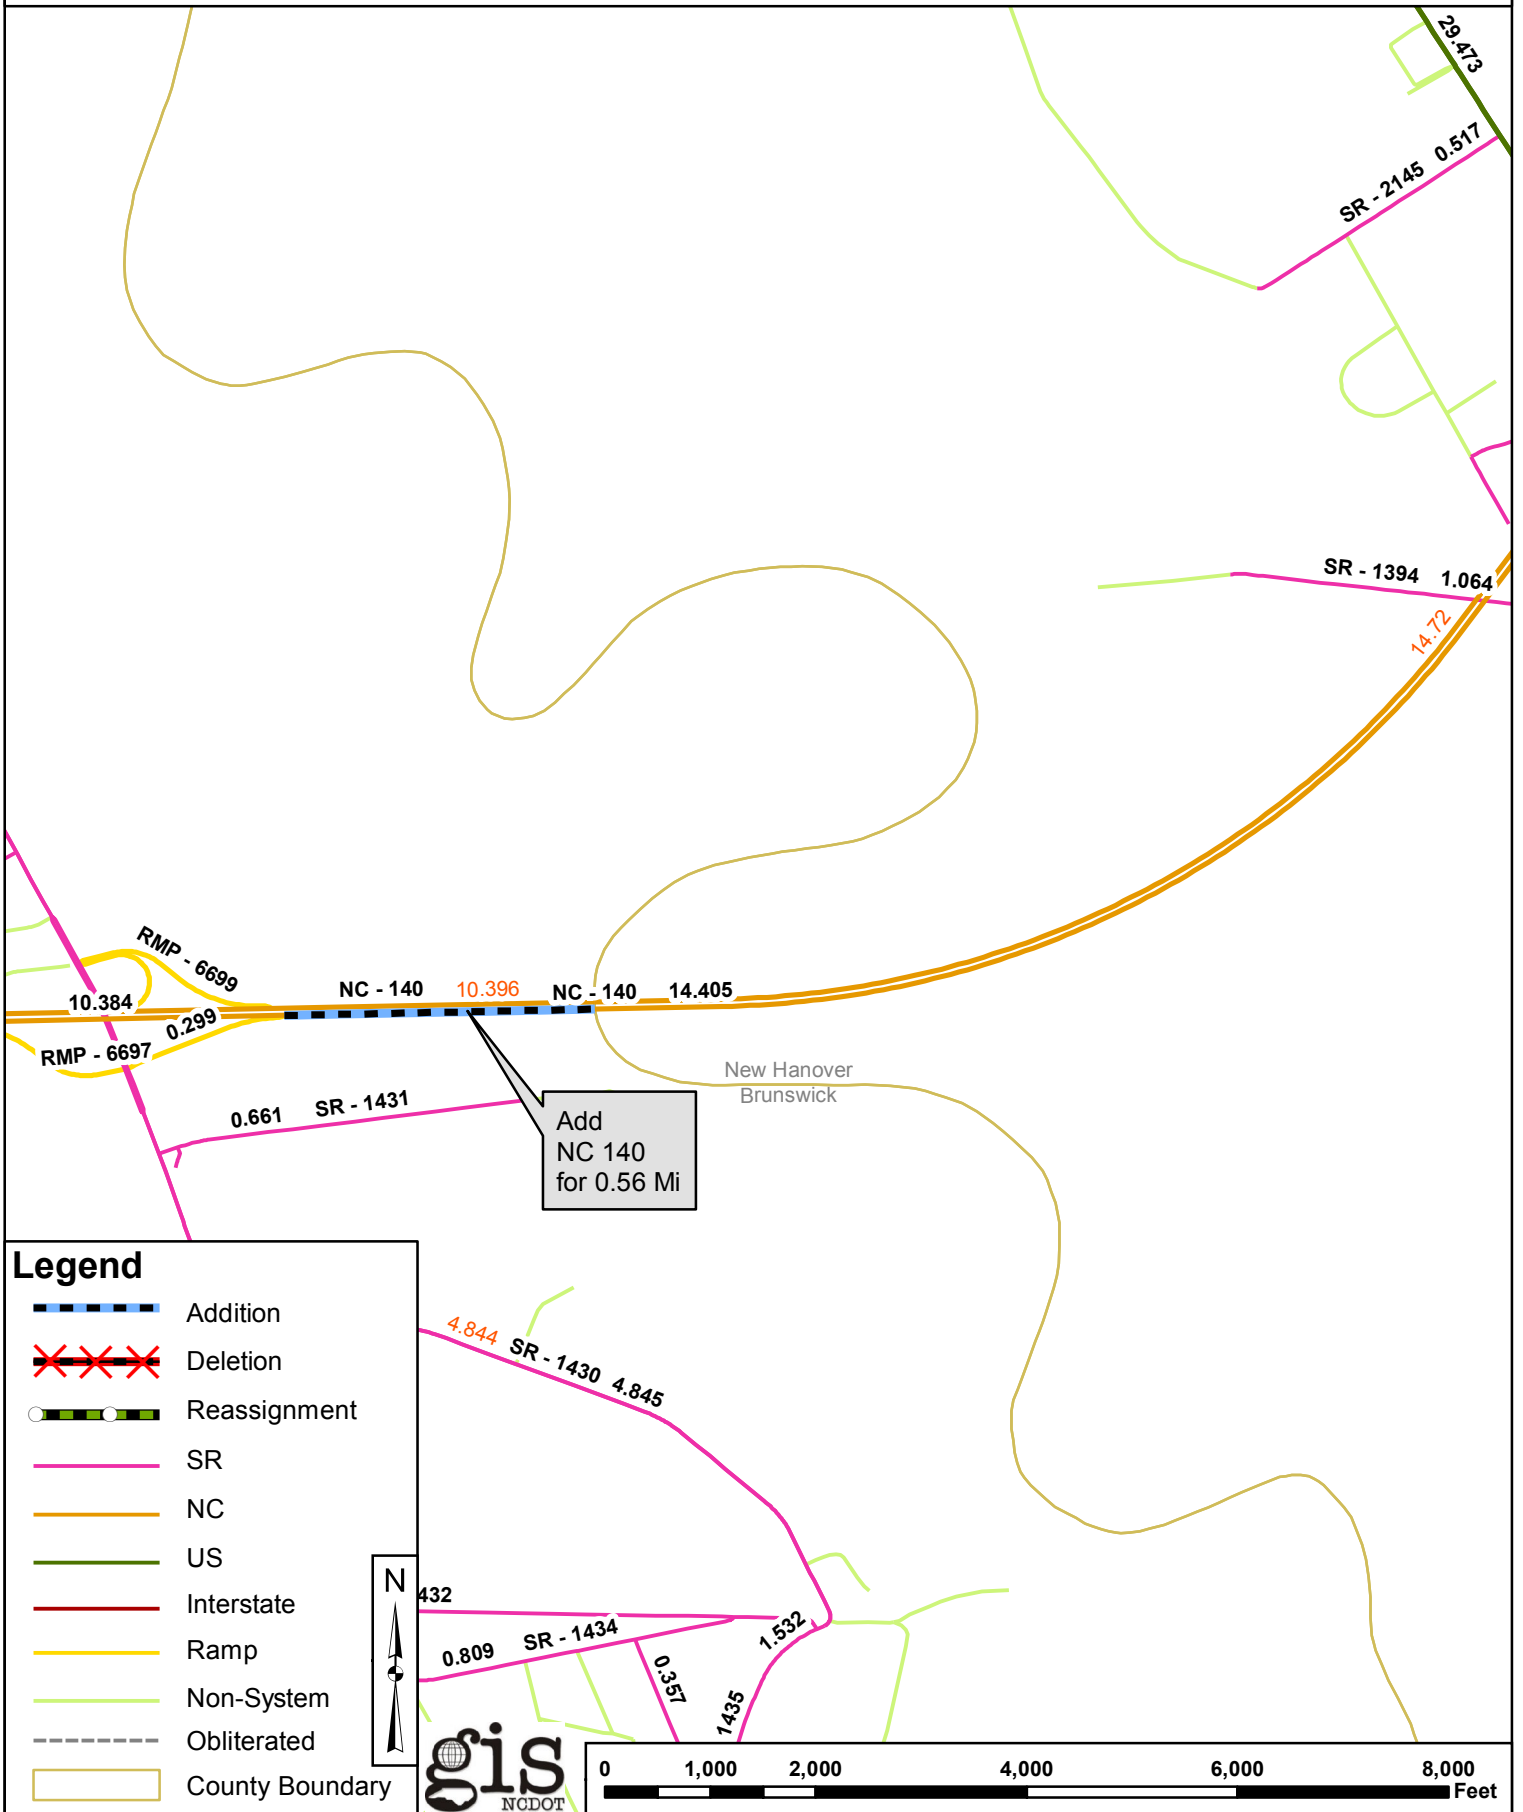 29.473
SR - 2145 0.517
SR - 1394 1.064
14.72
RMP - 6699
10.384
0.299
RMP - 6697
NC - 140 10.396 NC - 140 14.405
New Hanover
Brunswick
0.661 SR - 1431
Add
NC 140
for 0.56 Mi
Legend
Addition
Deletion
Reassignment
SR
NC
US
Interstate
Ramp
Non-System
Obliterated
County Boundary
N
4.844 SR - 1430 4.845
432
0.809 SR - 1434
0.357
1.532
1435
gis
NCDOT
0 1,000 2,000 4,000 6,000 8,000
Feet